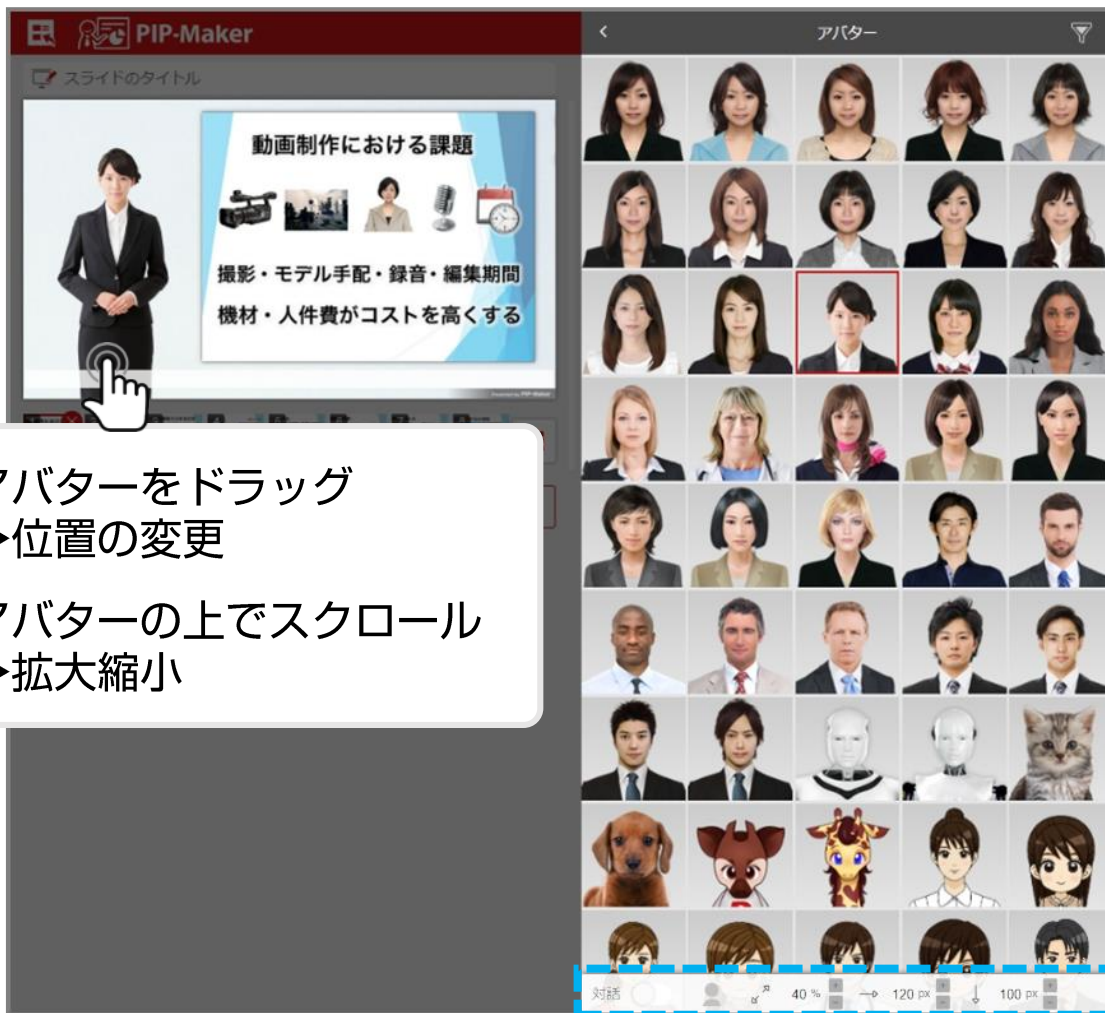 PIP-Maker
スライドのタイトル
動画制作における課題
撮影・モデル手配・録音・編集期間
機材・人件費がコストを高くする
アバターをドラッグ
位置の変更
アバターの上でスクロール
拡大縮小
アバター
対話
40 %
120 px
100 px